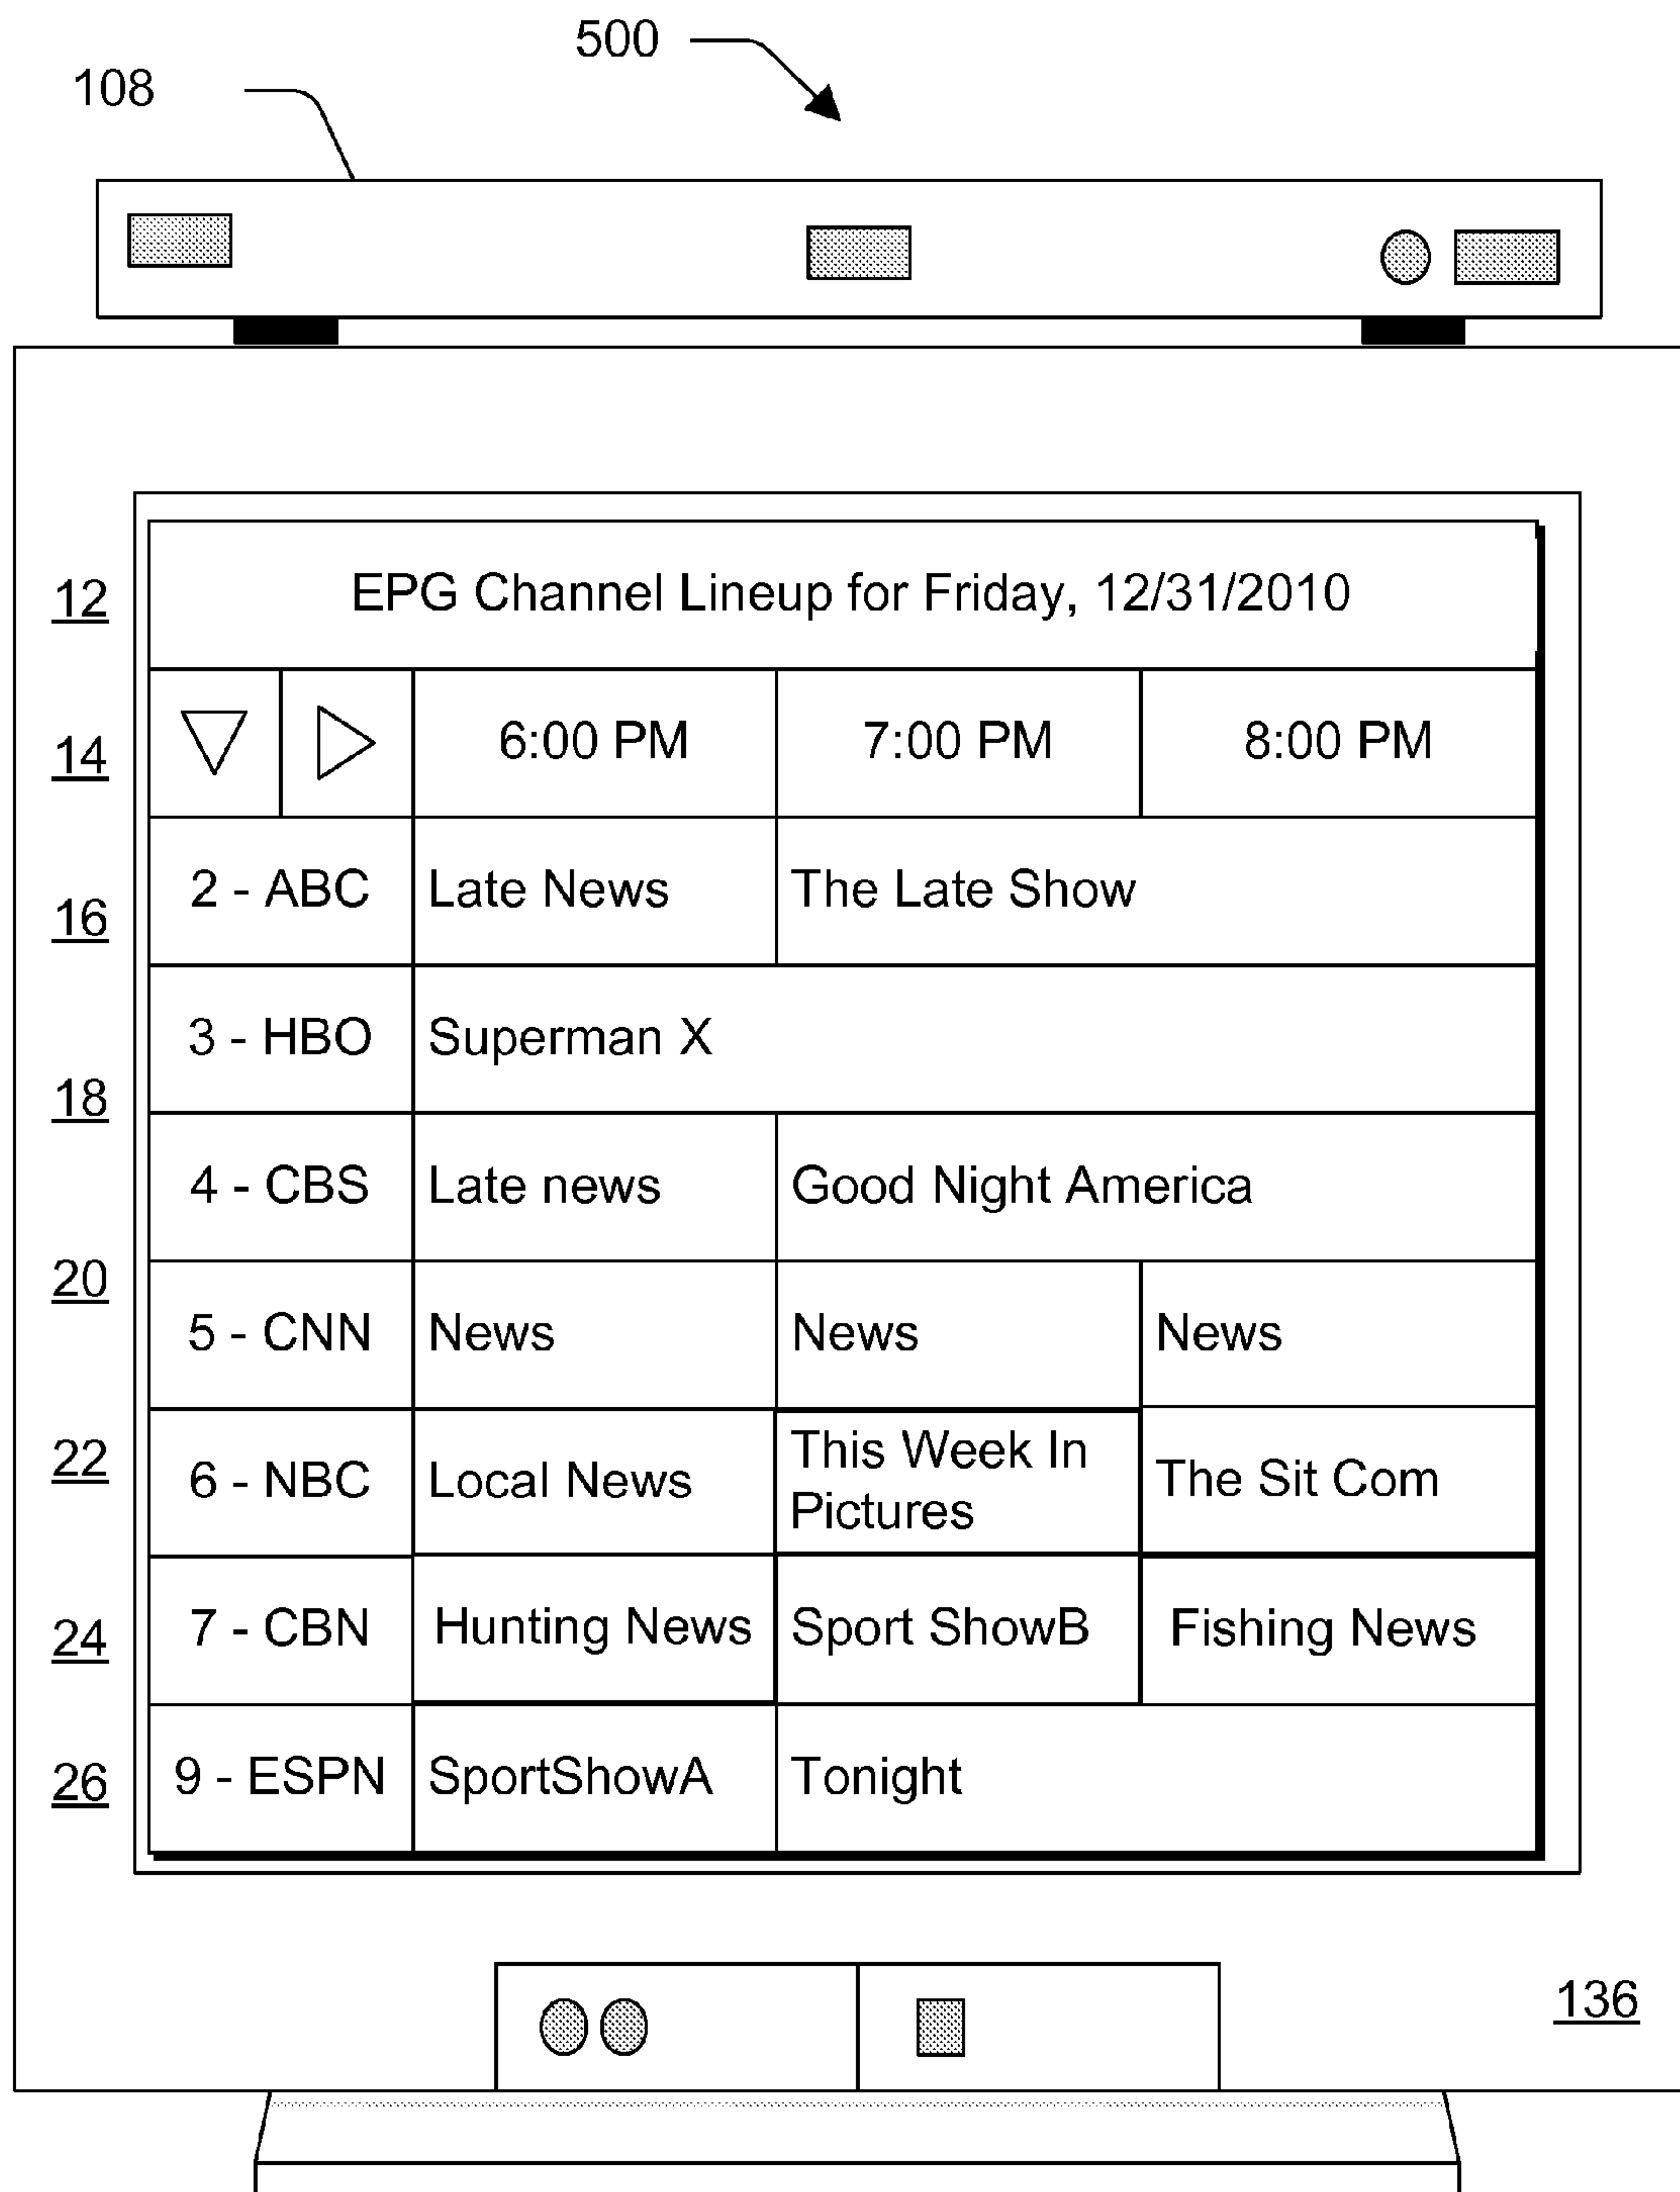 500
108
12 EPG Channel Lineup for Friday, 12/31/2010
14 6:00 PM 7:00 PM 8:00 PM
16 2 - ABC Late News The Late Show
3 - HBO Superman X
18
4 - CBS Late news Good Night America
20
5 - CNN News News News
22 6 - NBC Local News This Week In Pictures The Sit Com
24 7 - CBN Hunting News Sport ShowB Fishing News
26 9 - ESPN SportShowA Tonight
136